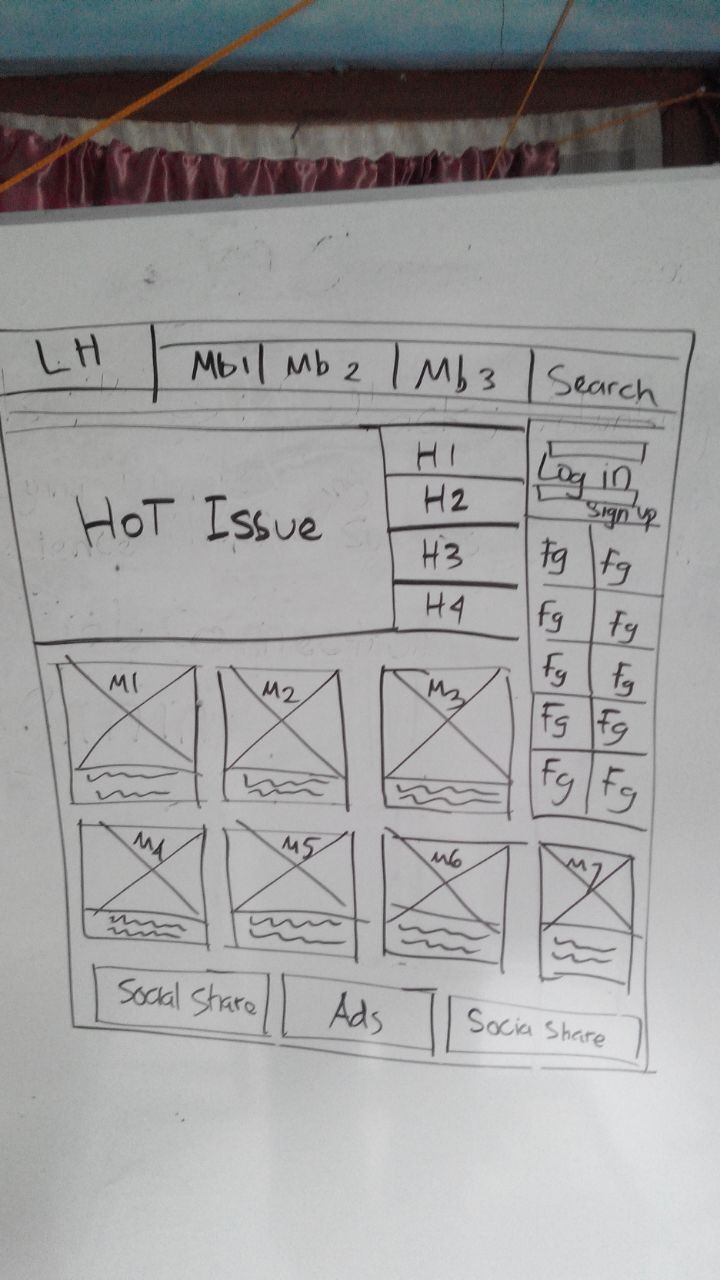 LH Mb1 Mb 2 Mb 3 Search
HoT Issue
H1
H2
H3
H4
Log in
Sign up
Fg Fg
Fg Fg
Fg Fg
Fg Fg
Fg Fg
M1 M2 M3
M4 M5 M6 M7
Social Share Ads Socia Share